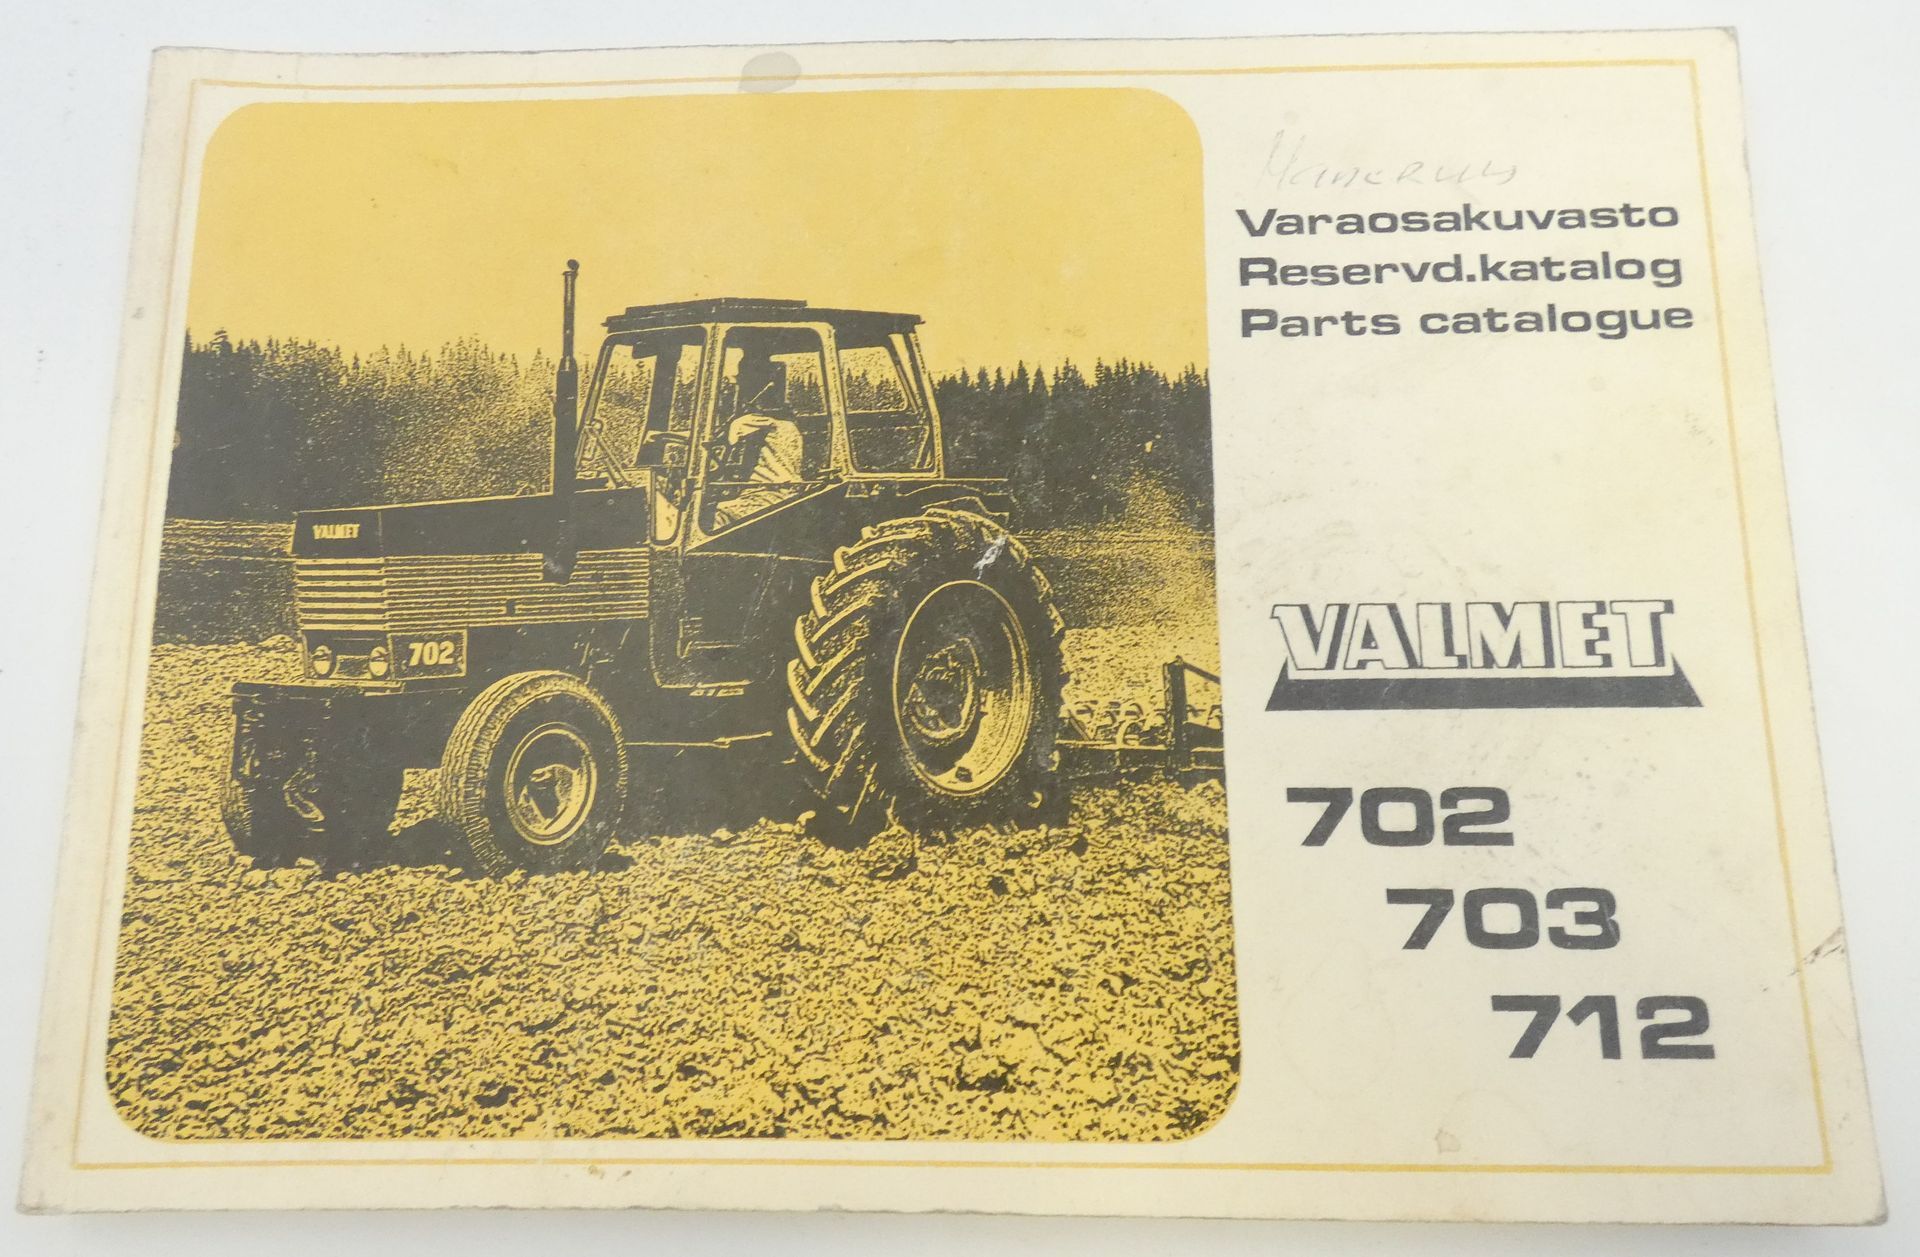 Varaosakuvasto
Reservd.katalog
Parts catalogue
VALMET
702
VALMET
702
703
712